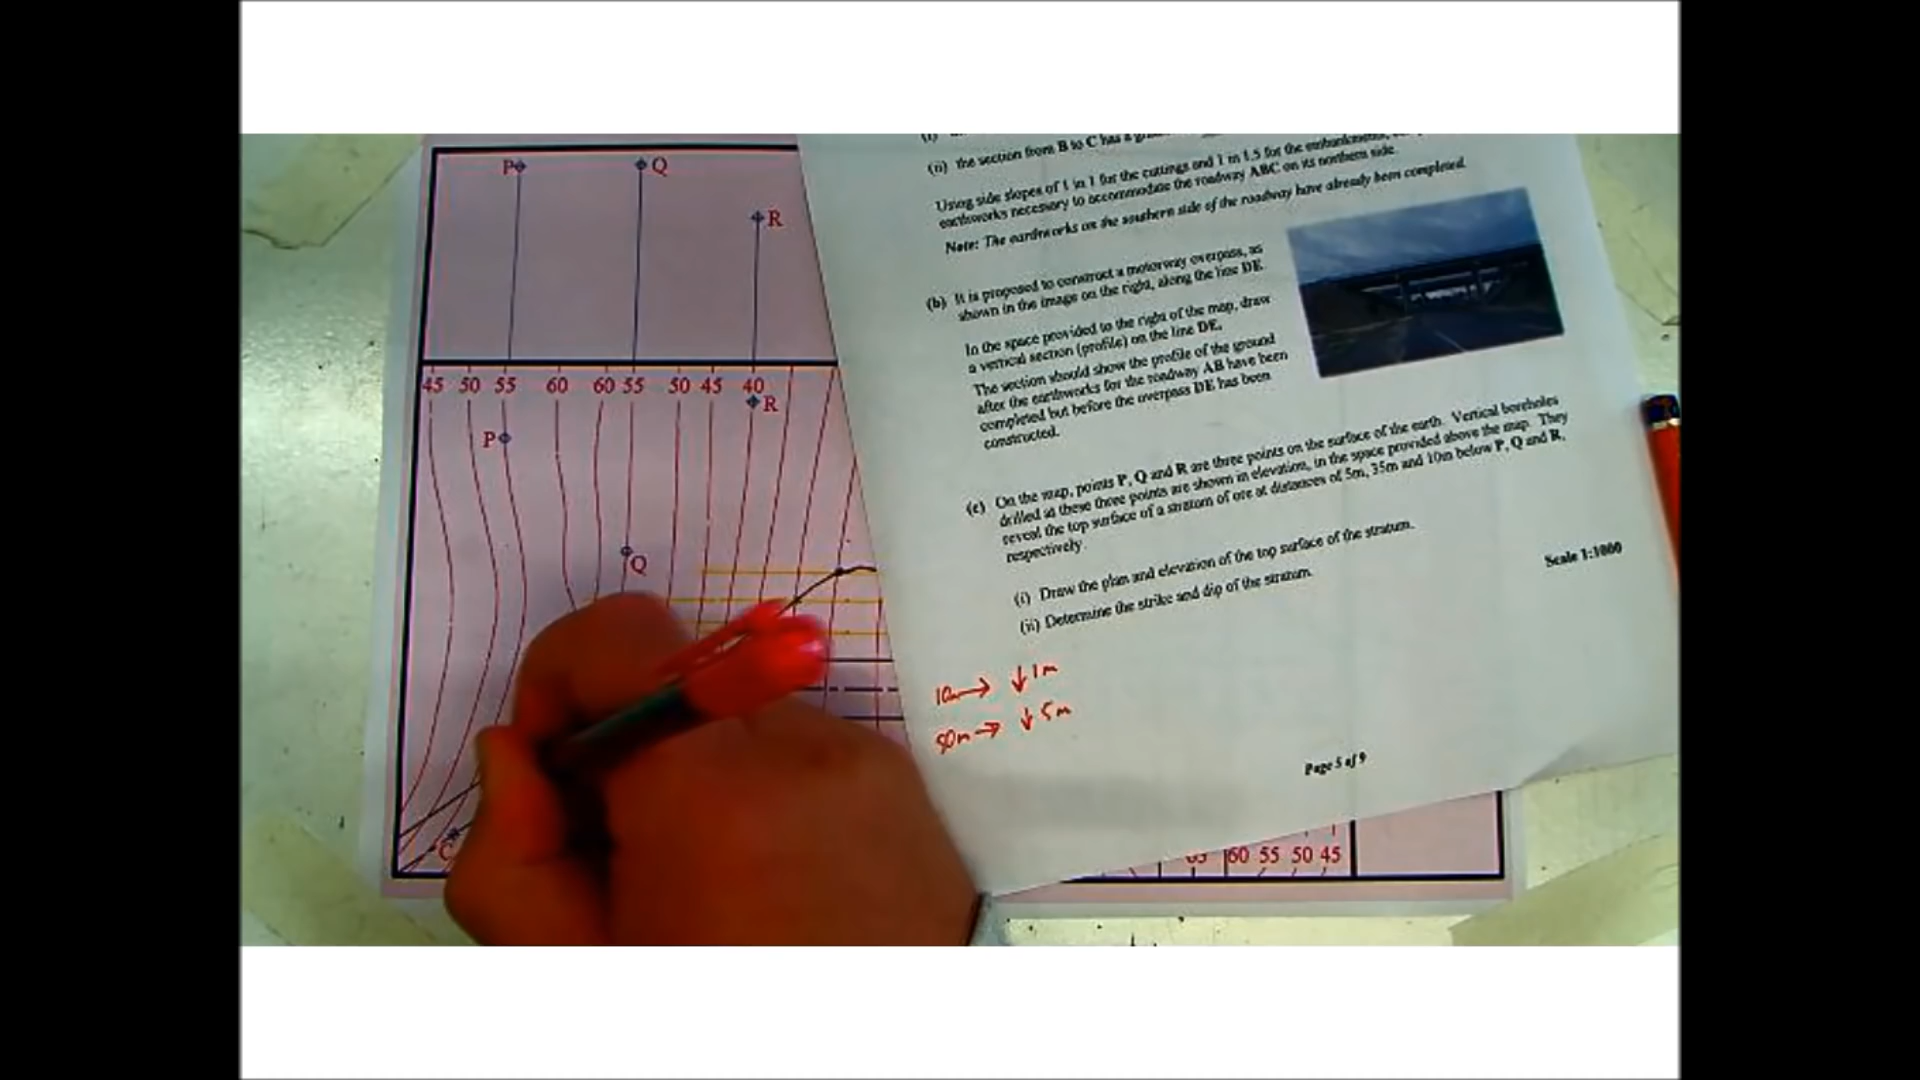 P
Q
R
45 50 55 60 60 55 50 45 40
R
P
Q
C
(ii) the section from B to C has a
Using side slopes of 1 in 1 for the cuttings and 1 in 1.5 for the embankments,
earthworks necessary to accommodate the roadway ABC on its northern side.
Note: The earthworks on the southern side of the roadway have already been completed.
(b) It is proposed to construct a motorway overpass, as
shown in the image on the right, along the line DE.
In the space provided to the right of the map, draw
a vertical section (profile) on the line DE.
The section should show the profile of the ground
after the earthworks for the roadway AB have been
completed but before the overpass DE has been
constructed.
(c) On the map, points P, Q and R are three points on the surface of the earth. Vertical boreholes
drilled at these three points are shown in elevation, in the space provided above the map. They
reveal the top surface of a stratum of ore at distances of 5m, 35m and 10m below P, Q and R,
respectively.
(i) Draw the plan and elevation of the top surface of the stratum.
(ii) Determine the strike and dip of the stratum.
Scale 1:1000
10m → ↓ 1m
50m → ↓ 5m
Page 5 of 9
65 60 55 50 45